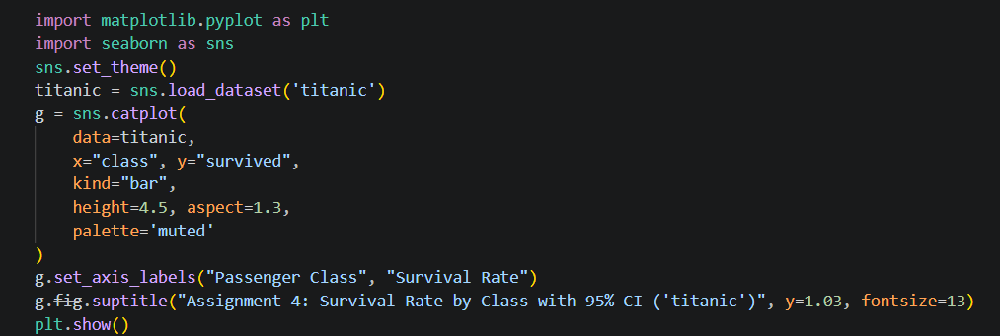 import matplotlib.pyplot as plt
import seaborn as sns
sns.set_theme()
titanic = sns.load_dataset('titanic')
g = sns.catplot(
    data=titanic,
    x="class", y="survived",
    kind="bar",
    height=4.5, aspect=1.3,
    palette='muted'
)
g.set_axis_labels("Passenger Class", "Survival Rate")
g.fig.suptitle("Assignment 4: Survival Rate by Class with 95% CI ('titanic')", y=1.03, fontsize=13)
plt.show()